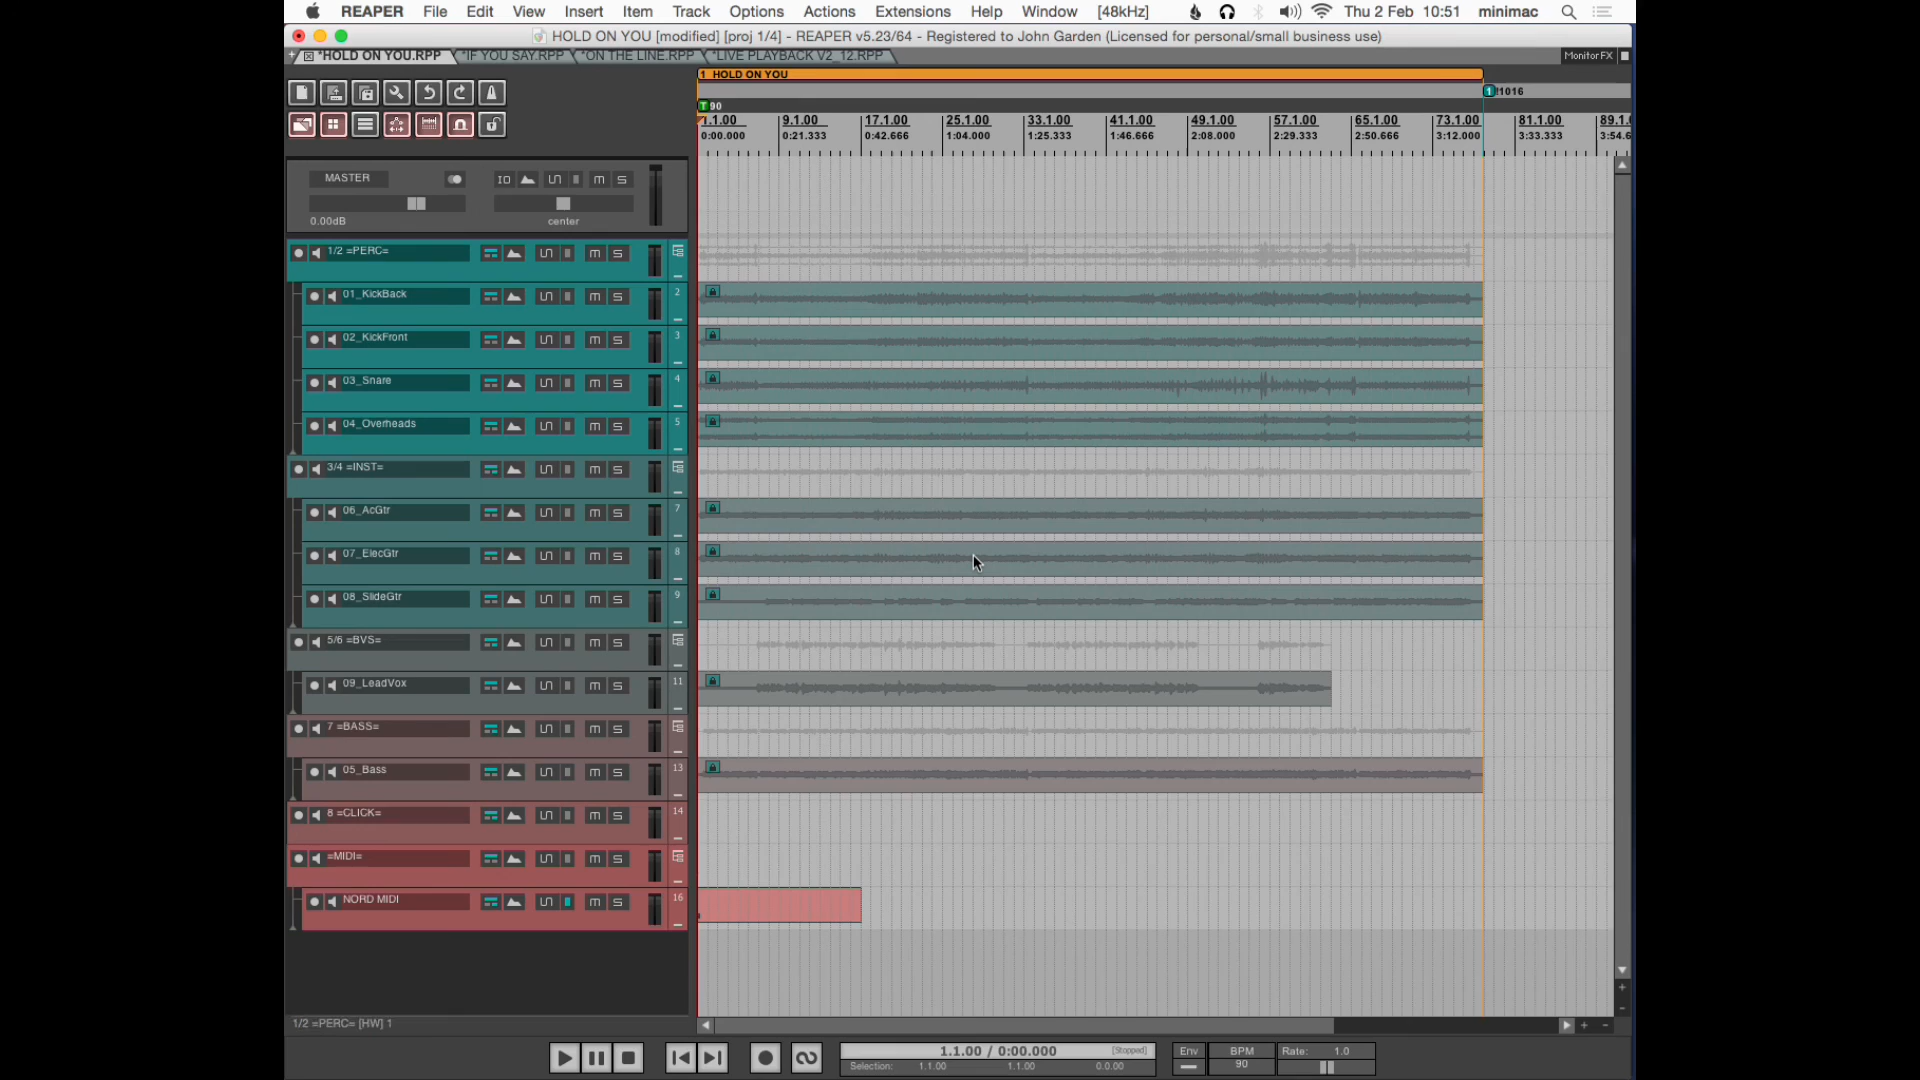 REAPER File Edit View Insert Item Track Options Actions Extensions Help Window [48kHz] Thu 2 Feb 10:51 minimac
HOLD ON YOU [modified] [proj 1/4] - REAPER v5.23/64 - Registered to John Garden (Licensed for personal/small business use)
*HOLD ON YOU.RPP *IF YOU SAY.RPP *ON THE LINE.RPP *LIVE PLAYBACK V2_12.RPP MonitorFX
1 HOLD ON YOU
1 !1016
T 90
1.1.00 9.1.00 17.1.00 25.1.00 33.1.00 41.1.00 49.1.00 57.1.00 65.1.00 73.1.00 81.1.00 89.1.
0:00.000 0:21.333 0:42.666 1:04.000 1:25.333 1:46.666 2:08.000 2:29.333 2:50.666 3:12.000 3:33.333 3:54.6
MASTER IO m S
0.00dB center
1/2 =PERC= m S
01_KickBack m S 2
02_KickFront m S 3
03_Snare m S 4
04_Overheads m S 5
3/4 =INST= m S
06_AcGtr m S 7
07_ElecGtr m S 8
08_SlideGtr m S 9
5/6 =BVS= m S
09_LeadVox m S 11
7 =BASS= m S
05_Bass m S 13
8 =CLICK= m S 14
=MIDI= m S
NORD MIDI m S 16
1/2 =PERC= [HW] 1
1.1.00 / 0:00.000 [Stopped] Env BPM Rate: 1.0
Selection: 1.1.00 1.1.00 0.0.00 90